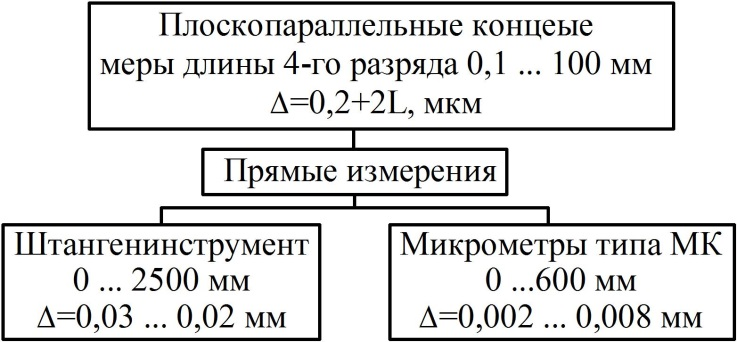 Плоскопараллельные концеые
меры длины 4-го разряда 0,1 ... 100 мм
Δ=0,2+2L, мкм
Прямые измерения
Штангенинструмент
0 ... 2500 мм
Δ=0,03 ... 0,02 мм
Микрометры типа МК
0 ...600 мм
Δ=0,002 ... 0,008 мм